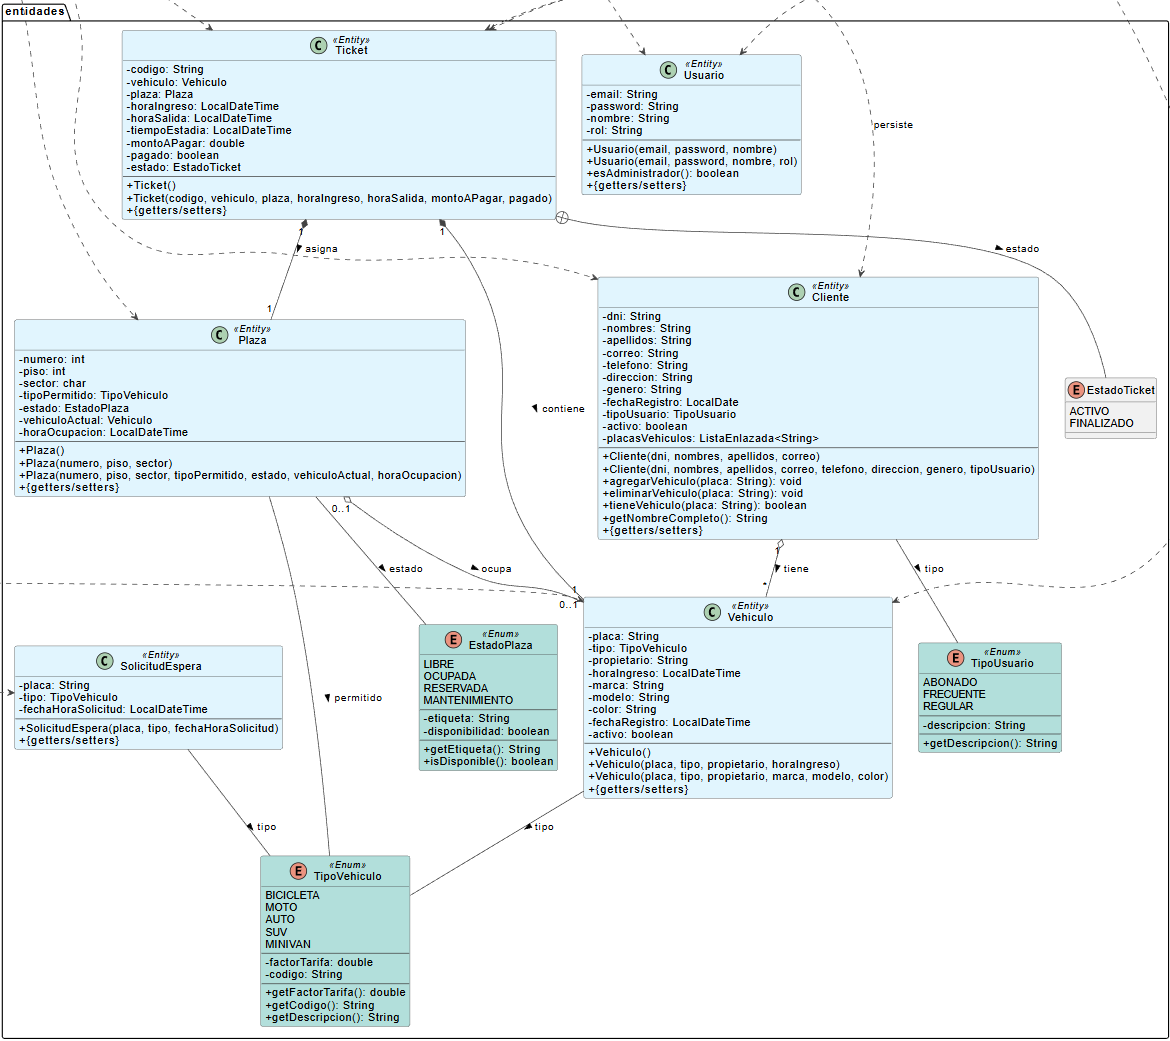 entidades
«Entity»
C Ticket
-codigo: String
-vehiculo: Vehiculo
-plaza: Plaza
-horaIngreso: LocalDateTime
-horaSalida: LocalDateTime
-tiempoEstadia: LocalDateTime
-montoAPagar: double
-pagado: boolean
-estado: EstadoTicket
+Ticket()
+Ticket(codigo, vehiculo, plaza, horaIngreso, horaSalida, montoAPagar, pagado)
+{getters/setters}
«Entity»
C Usuario
-email: String
-password: String
-nombre: String
-rol: String
+Usuario(email, password, nombre)
+Usuario(email, password, nombre, rol)
+esAdministrador(): boolean
+{getters/setters}
persiste
1
asigna
1
1
estado
«Entity»
C Plaza
-numero: int
-piso: int
-sector: char
-tipoPermitido: TipoVehiculo
-estado: EstadoPlaza
-vehiculoActual: Vehiculo
-horaOcupacion: LocalDateTime
+Plaza()
+Plaza(numero, piso, sector)
+Plaza(numero, piso, sector, tipoPermitido, estado, vehiculoActual, horaOcupacion)
+{getters/setters}
contiene
«Entity»
C Cliente
-dni: String
-nombres: String
-apellidos: String
-correo: String
-telefono: String
-direccion: String
-genero: String
-fechaRegistro: LocalDate
-tipoUsuario: TipoUsuario
-activo: boolean
-placasVehiculos: ListaEnlazada<String>
+Cliente(dni, nombres, apellidos, correo)
+Cliente(dni, nombres, apellidos, correo, telefono, direccion, genero, tipoUsuario)
+agregarVehiculo(placa: String): void
+eliminarVehiculo(placa: String): void
+tieneVehiculo(placa: String): boolean
+getNombreCompleto(): String
+{getters/setters}
E EstadoTicket
ACTIVO
FINALIZADO
0..1
estado
ocupa
1
0..1
1
tiene
*
tipo
«Entity»
C SolicitudEspera
-placa: String
-tipo: TipoVehiculo
-fechaHoraSolicitud: LocalDateTime
+SolicitudEspera(placa, tipo, fechaHoraSolicitud)
+{getters/setters}
permitido
«Enum»
E EstadoPlaza
LIBRE
OCUPADA
RESERVADA
MANTENIMIENTO
-etiqueta: String
-disponibilidad: boolean
+getEtiqueta(): String
+isDisponible(): boolean
«Entity»
C Vehiculo
-placa: String
-tipo: TipoVehiculo
-propietario: String
-horaIngreso: LocalDateTime
-marca: String
-modelo: String
-color: String
-fechaRegistro: LocalDateTime
-activo: boolean
+Vehiculo()
+Vehiculo(placa, tipo, propietario, horaIngreso)
+Vehiculo(placa, tipo, propietario, marca, modelo, color)
+{getters/setters}
«Enum»
E TipoUsuario
ABONADO
FRECUENTE
REGULAR
-descripcion: String
+getDescripcion(): String
tipo
tipo
«Enum»
E TipoVehiculo
BICICLETA
MOTO
AUTO
SUV
MINIVAN
-factorTarifa: double
-codigo: String
+getFactorTarifa(): double
+getCodigo(): String
+getDescripcion(): String